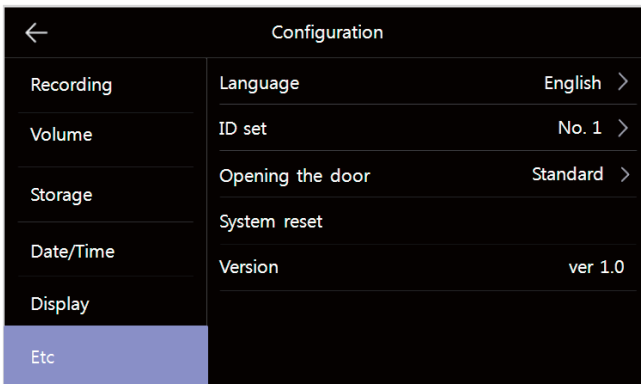 Configuration
Recording
Volume
Storage
Date/Time
Display
Etc
Language English
ID set No. 1
Opening the door Standard
System reset
Version ver 1.0